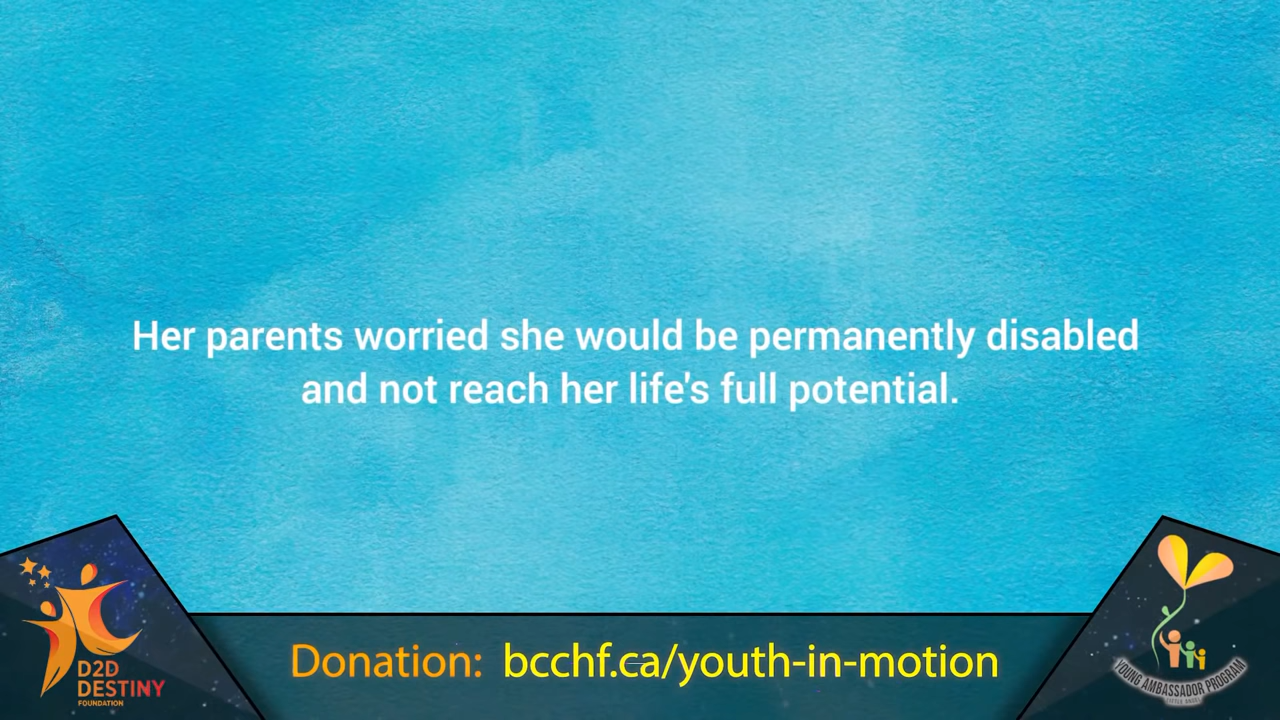 Her parents worried she would be permanently disabled
and not reach her life's full potential.
Donation: bcchf.ca/youth-in-motion
D2D
DESTINY
FOUNDATION
YOUNG AMBASSADOR PROGRAM